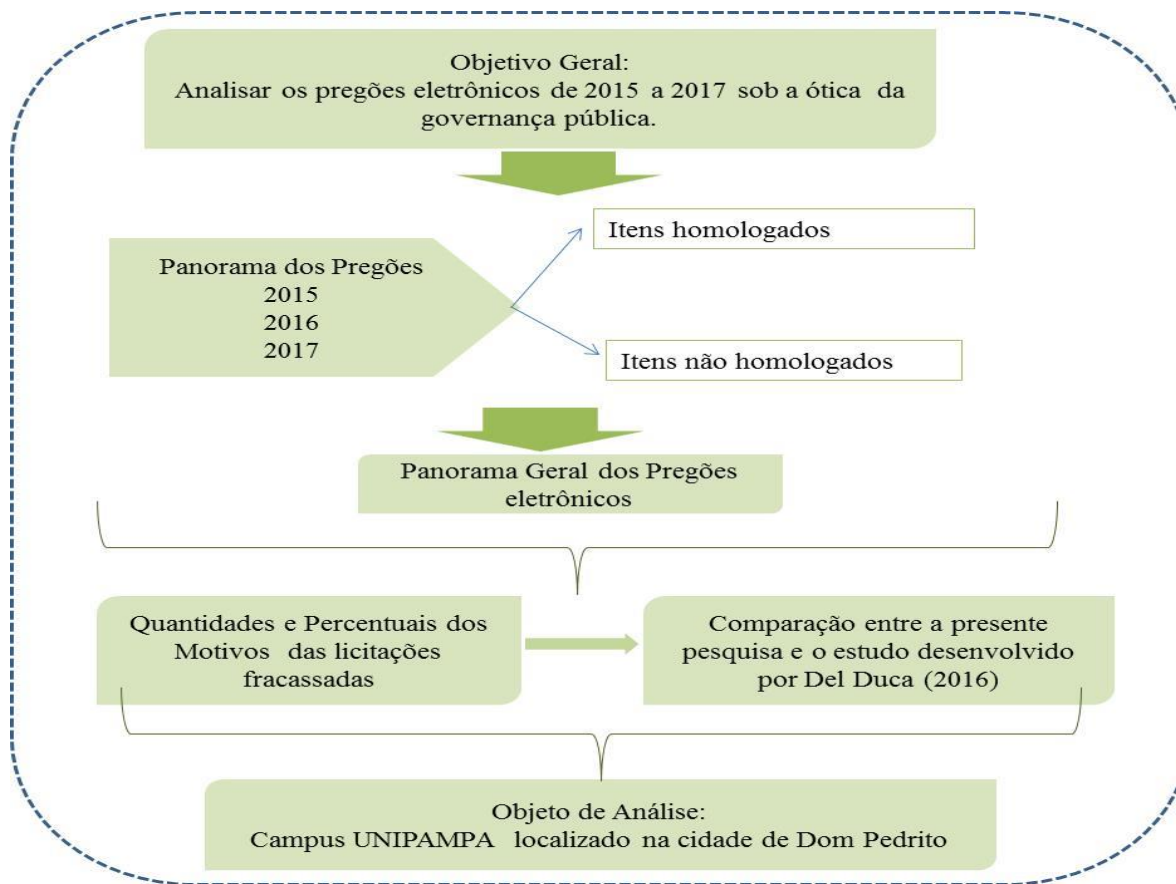 Objetivo Geral:
Analisar os pregões eletrônicos de 2015 a 2017 sob a ótica da
governança pública.
Panorama dos Pregões
2015
2016
2017
Itens homologados
Itens não homologados
Panorama Geral dos Pregões
eletrônicos
Quantidades e Percentuais dos
Motivos das licitações
fracassadas
Comparação entre a presente
pesquisa e o estudo desenvolvido
por Del Duca (2016)
Objeto de Análise:
Campus UNIPAMPA localizado na cidade de Dom Pedrito